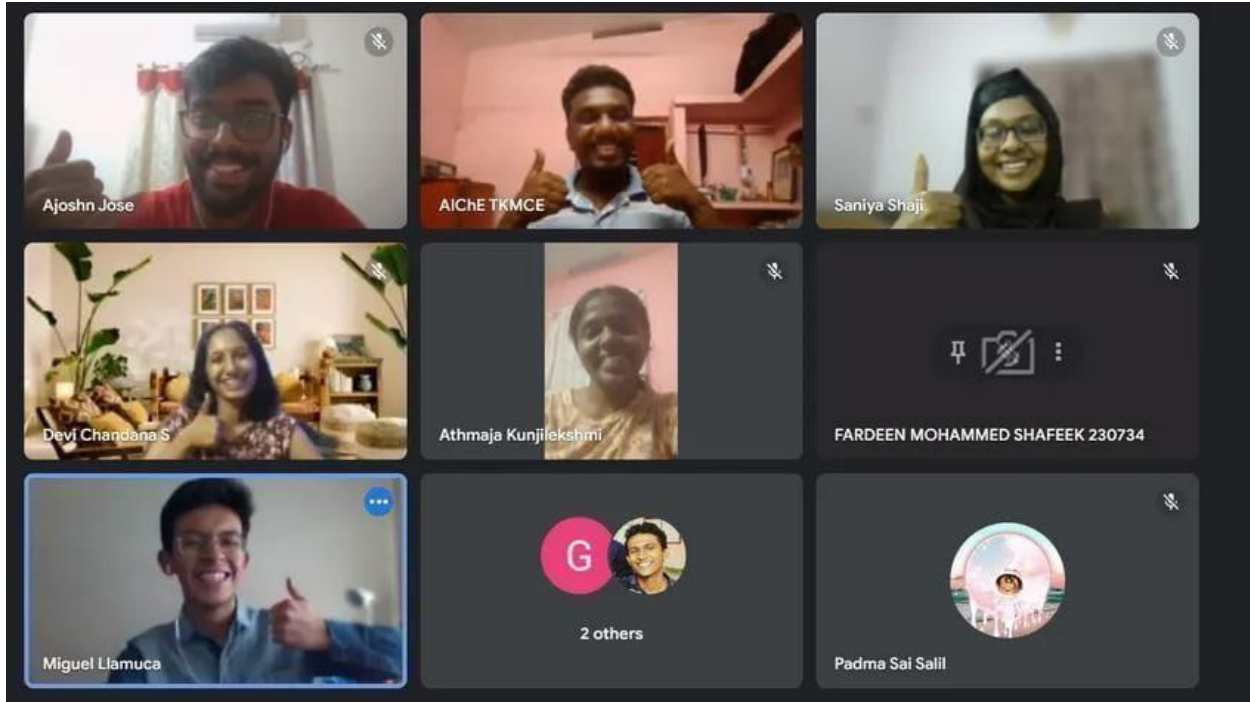 Ajoshn Jose
AIChE TKMCE
Saniya Shaji
Devi Chandana S
Athmaja Kunjilekshmi
FARDEEN MOHAMMED SHAFEEK 230734
Miguel Llamuca
G
2 others
Padma Sai Salil